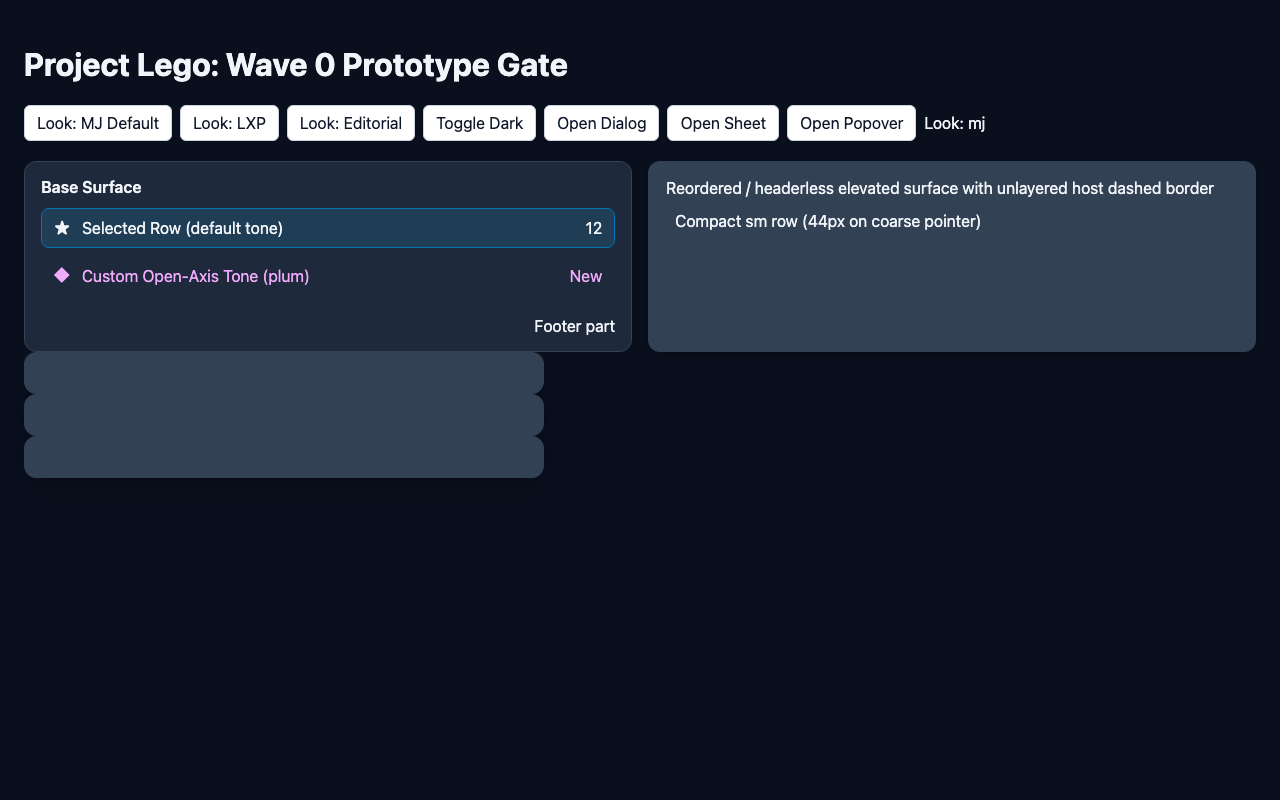 Project Lego: Wave 0 Prototype Gate
Look: MJ Default Look: LXP Look: Editorial Toggle Dark Open Dialog Open Sheet Open Popover Look: mj
Base Surface
Selected Row (default tone) 12
Custom Open-Axis Tone (plum) New
Footer part
Reordered / headerless elevated surface with unlayered host dashed border
Compact sm row (44px on coarse pointer)